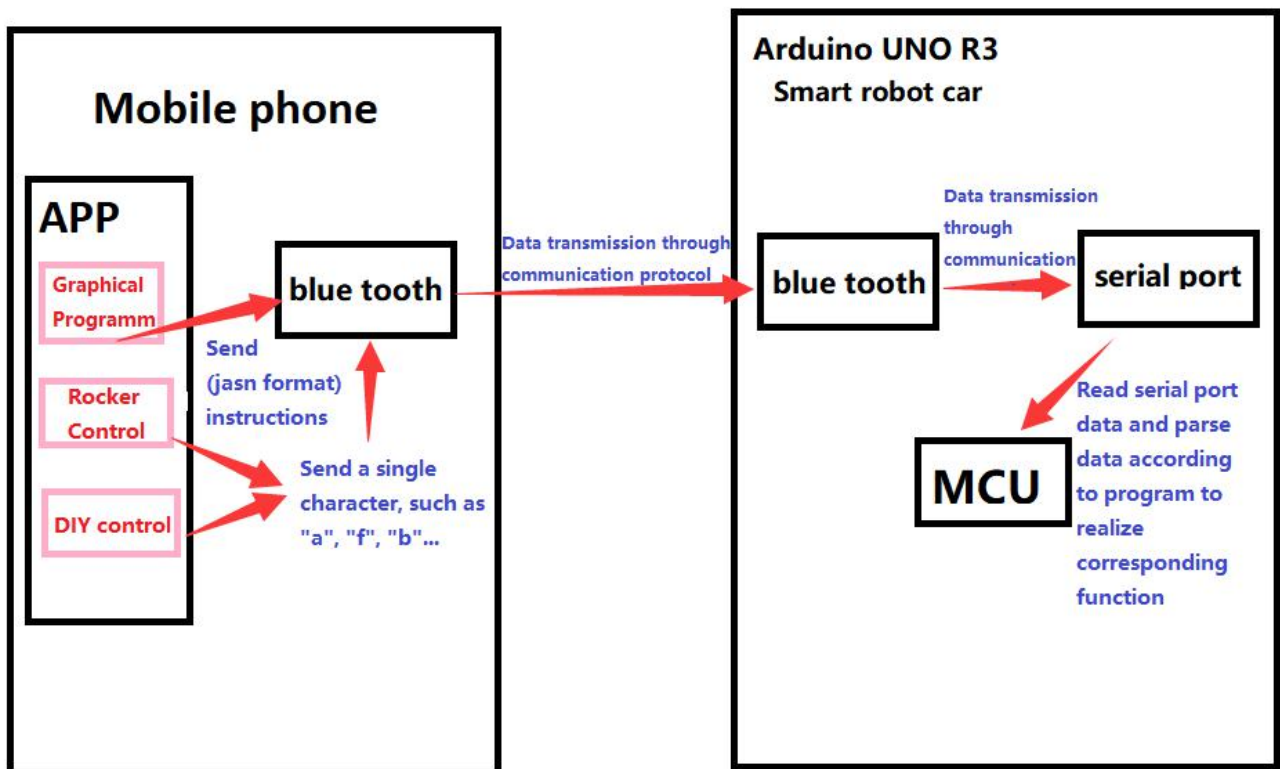 Mobile phone
APP
Graphical
Programm
Rocker
Control
DIY control
blue tooth
Send
(jasn format)
instructions
Send a single
character, such as
"a", "f", "b"...
Data transmission through
communication protocol
Arduino UNO R3
Smart robot car
blue tooth
Data transmission
through
communication
serial port
MCU
Read serial port
data and parse
data according
to program to
realize
corresponding
function